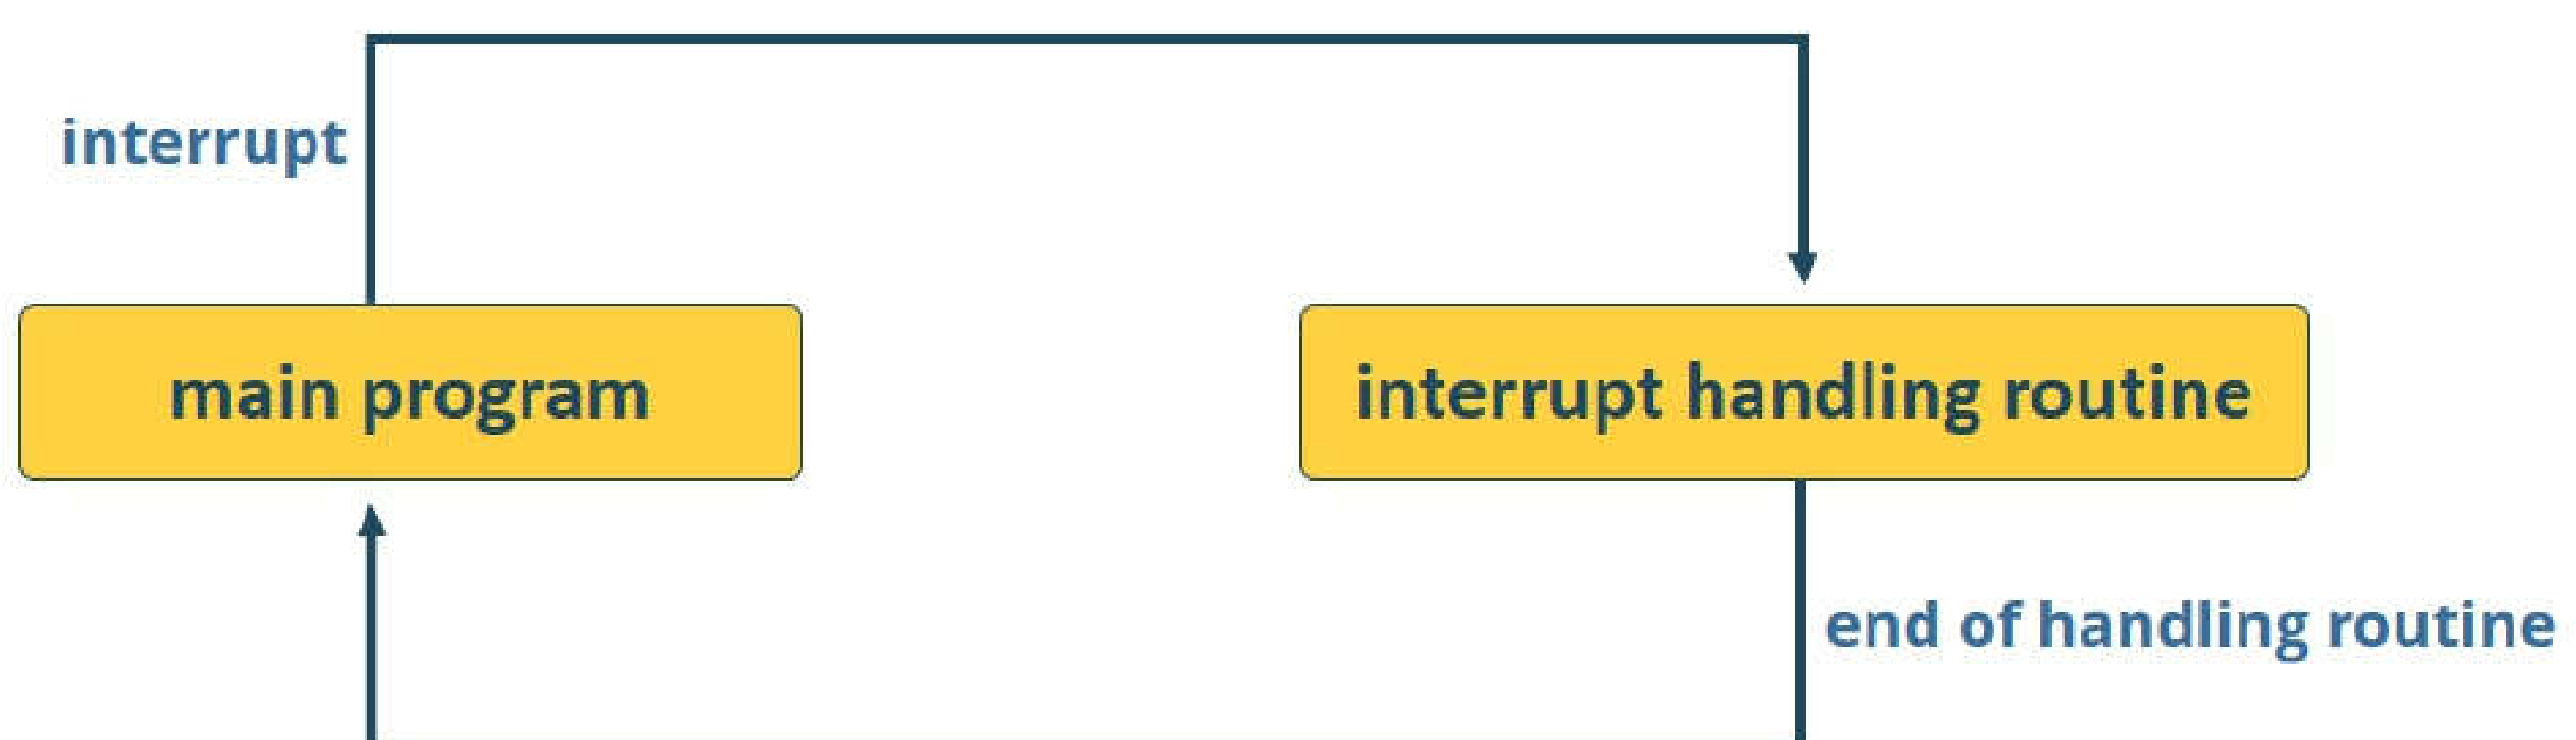 interrupt
main program
interrupt handling routine
end of handling routine